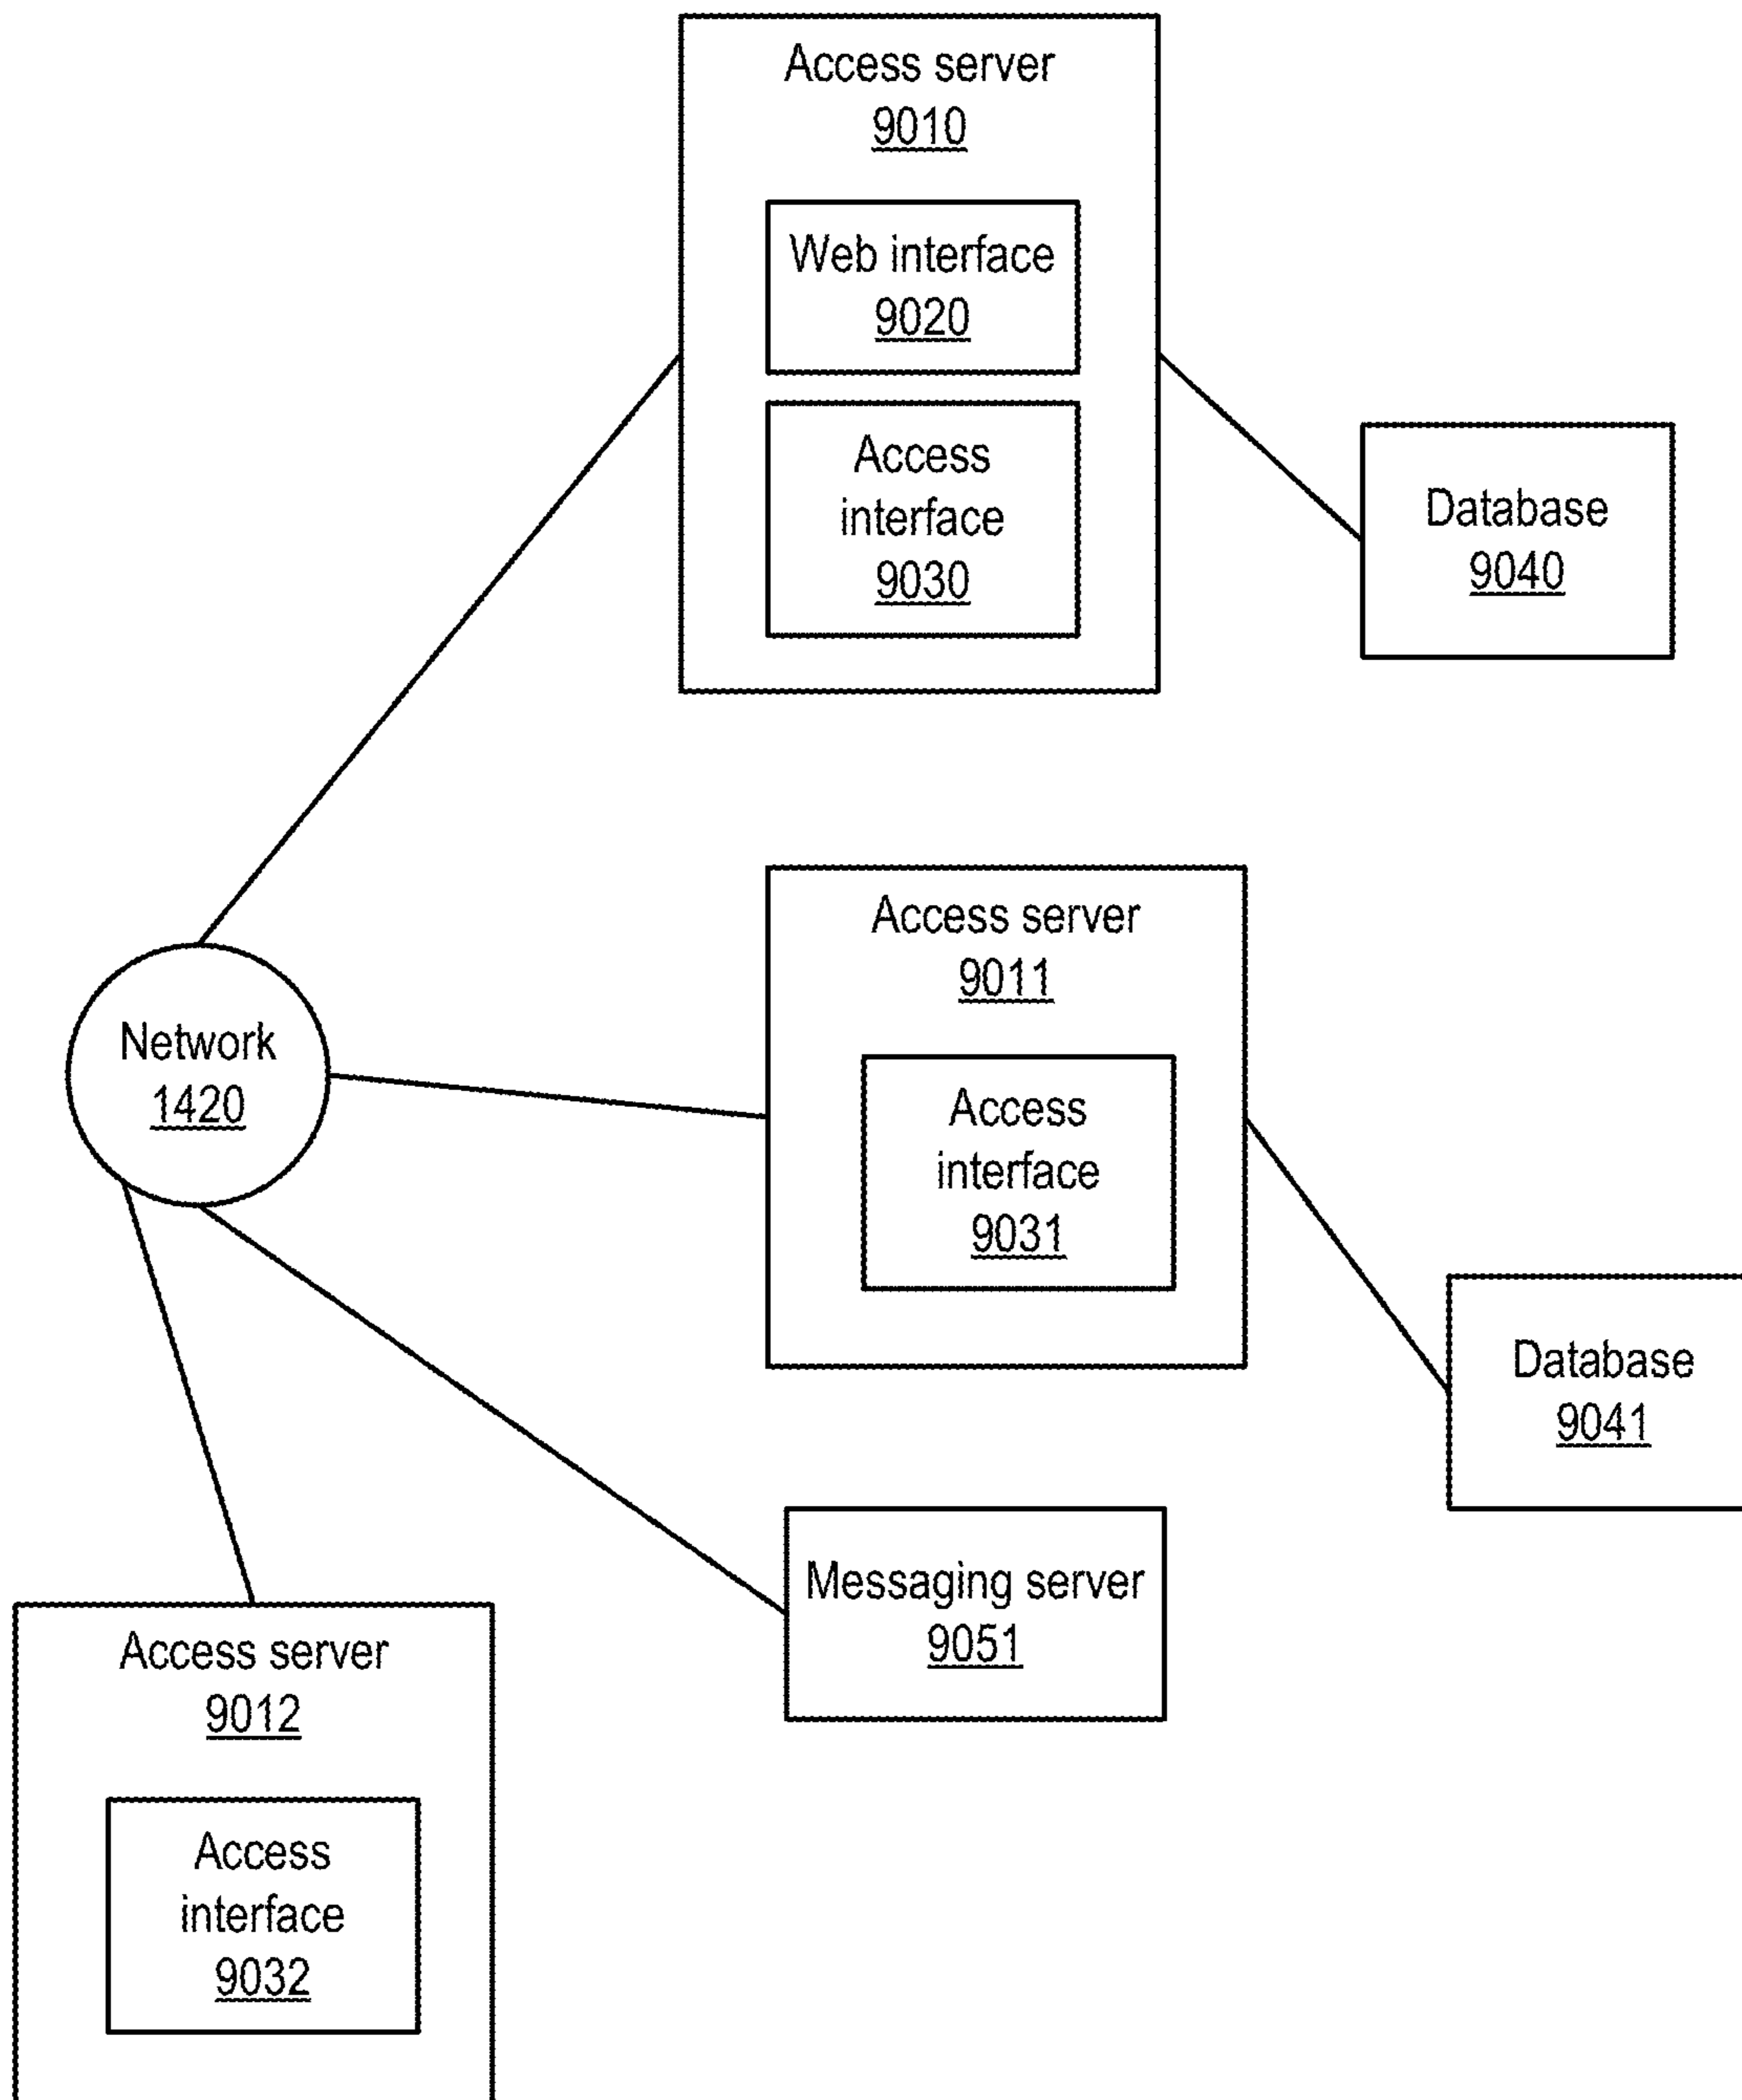 Access server
9010
Web interface
9020
Access
interface
9030
Database
9040
Access server
9011
Network
1420
Access
interface
9031
Database
9041
Messaging server
9051
Access server
9012
Access
interface
9032